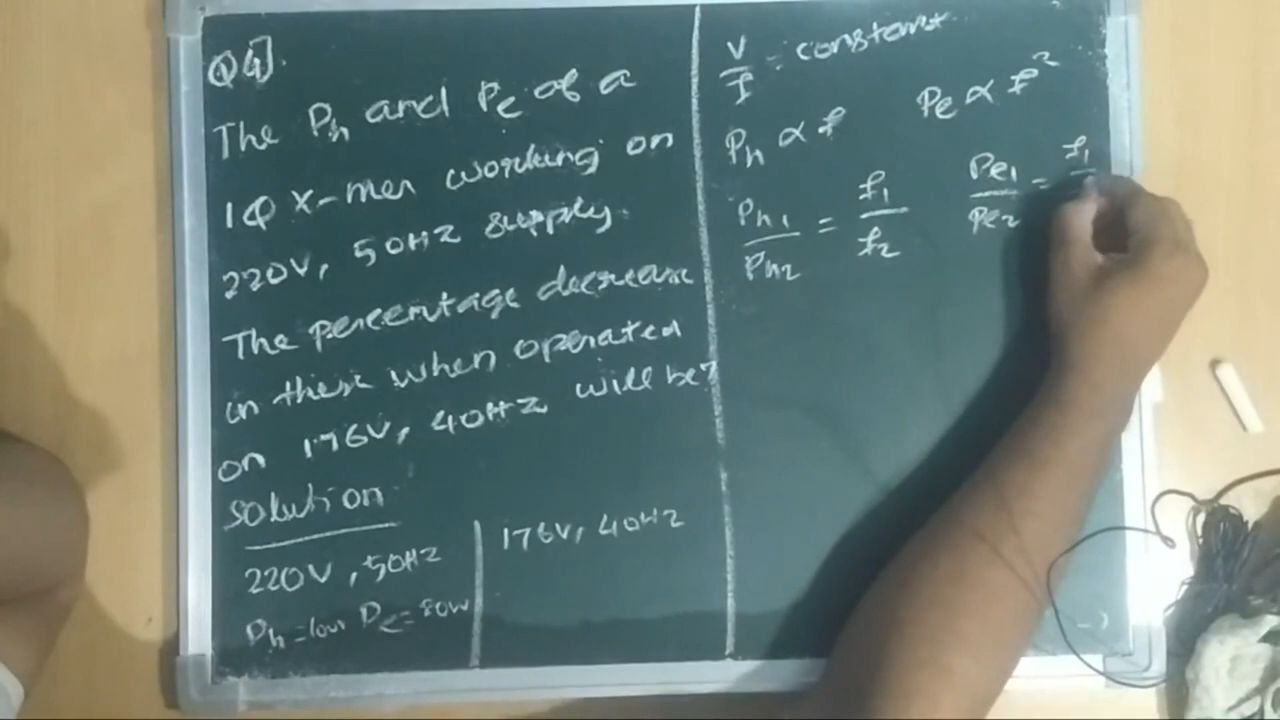 Q4].
The Ph and Pe of a
1Φ X-mer working on
220V, 50HZ supply
The percentage decrease
in these when operated
on 176V, 40HZ will be?
solution
220V, 50HZ
Ph = 10w Pe = 80w
176V, 40HZ
V/f = constant
Ph ∝ f
Pe ∝ f²
Ph1/Ph2 = f1/f2
Pe1/Pe2 = f1